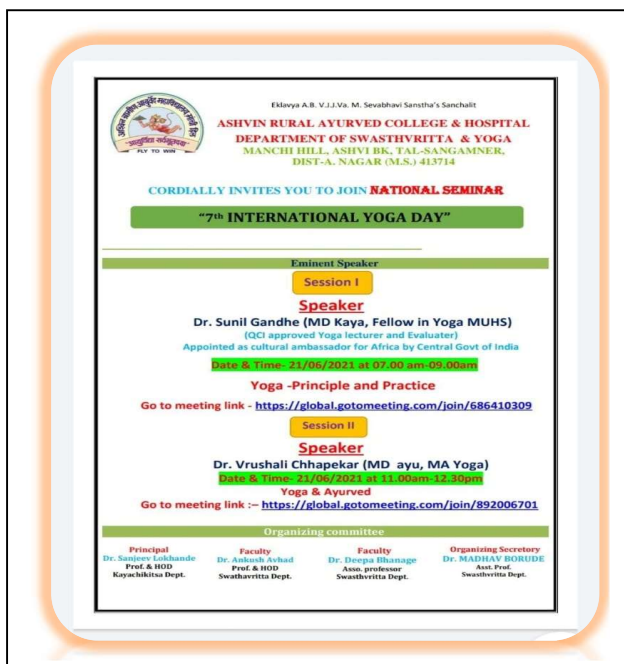 Eklavya A.B. V.J.J.Va. M. Sevabhavi Sanstha's Sanchalit
ASHVIN RURAL AYURVED COLLEGE & HOSPITAL
DEPARTMENT OF SWASTHVRITTA & YOGA
MANCHI HILL, ASHVI BK, TAL-SANGAMNER,
DIST-A. NAGAR (M.S.) 413714
FLY TO WIN
CORDIALLY INVITES YOU TO JOIN NATIONAL SEMINAR
"7th INTERNATIONAL YOGA DAY"
Eminent Speaker
Session I
Speaker
Dr. Sunil Gandhe (MD Kaya, Fellow in Yoga MUHS)
(QCI approved Yoga lecturer and Evaluater)
Appointed as cultural ambassador for Africa by Central Govt of India
Date & Time- 21/06/2021 at 07.00 am-09.00am
Yoga -Principle and Practice
Go to meeting link - https://global.gotomeeting.com/join/686410309
Session II
Speaker
Dr. Vrushali Chhapekar (MD ayu, MA Yoga)
Date & Time- 21/06/2021 at 11.00am-12.30pm
Yoga & Ayurved
Go to meeting link :– https://global.gotomeeting.com/join/892006701
Organizing committee
Principal
Dr. Sanjeev Lokhande
Prof. & HOD
Kayachikitsa Dept.
Faculty
Dr. Ankush Avhad
Prof. & HOD
Swathavritta Dept.
Faculty
Dr. Deepa Bhanage
Asso. professor
Swasthvritta Dept.
Organizing Secretary
Dr. MADHAV BORUDE
Asst. Prof.
Swasthvritta Dept.